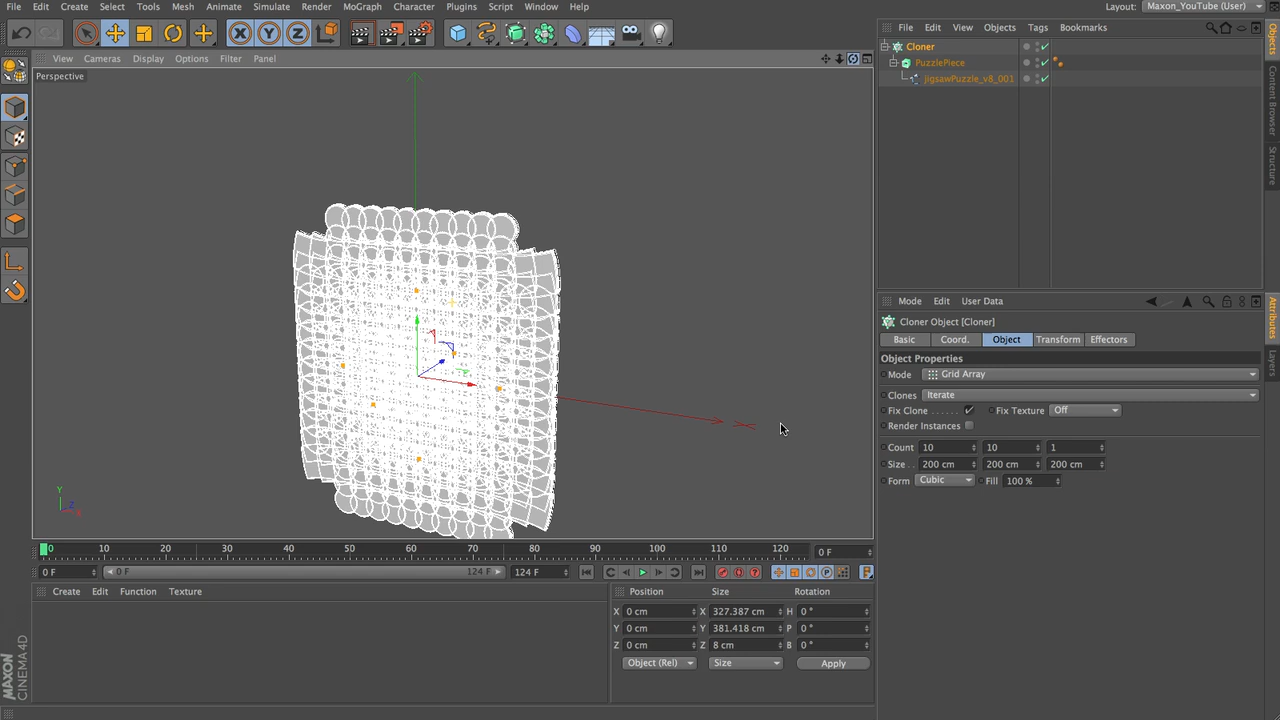 File Edit Create Select Tools Mesh Animate Simulate Render MoGraph Character Plugins Script Window Help
Layout: Maxon_YouTube (User)
X Y Z
File Edit View Objects Tags Bookmarks
View Cameras Display Options Filter Panel
Perspective
Cloner
PuzzlePiece
JigsawPuzzle_v8_001
Objects
Content Browser
Structure
Mode Edit User Data
Cloner Object [Cloner]
Basic Coord. Object Transform Effectors
Object Properties
Mode Grid Array
Clones Iterate
Fix Clone ...... Fix Texture Off
Render Instances
Count 10 10 1
Size .. 200 cm 200 cm 200 cm
Form Cubic Fill 100 %
Attributes
Layers
Y
Z
X
0 10 20 30 40 50 60 70 80 90 100 110 120 0 F
0 F 0 F 124 F 124 F
P
Create Edit Function Texture
Position Size Rotation
X 0 cm X 327.387 cm H 0 °
Y 0 cm Y 381.418 cm P 0 °
Z 0 cm Z 8 cm B 0 °
Object (Rel) Size Apply
MAXON
CINEMA4D